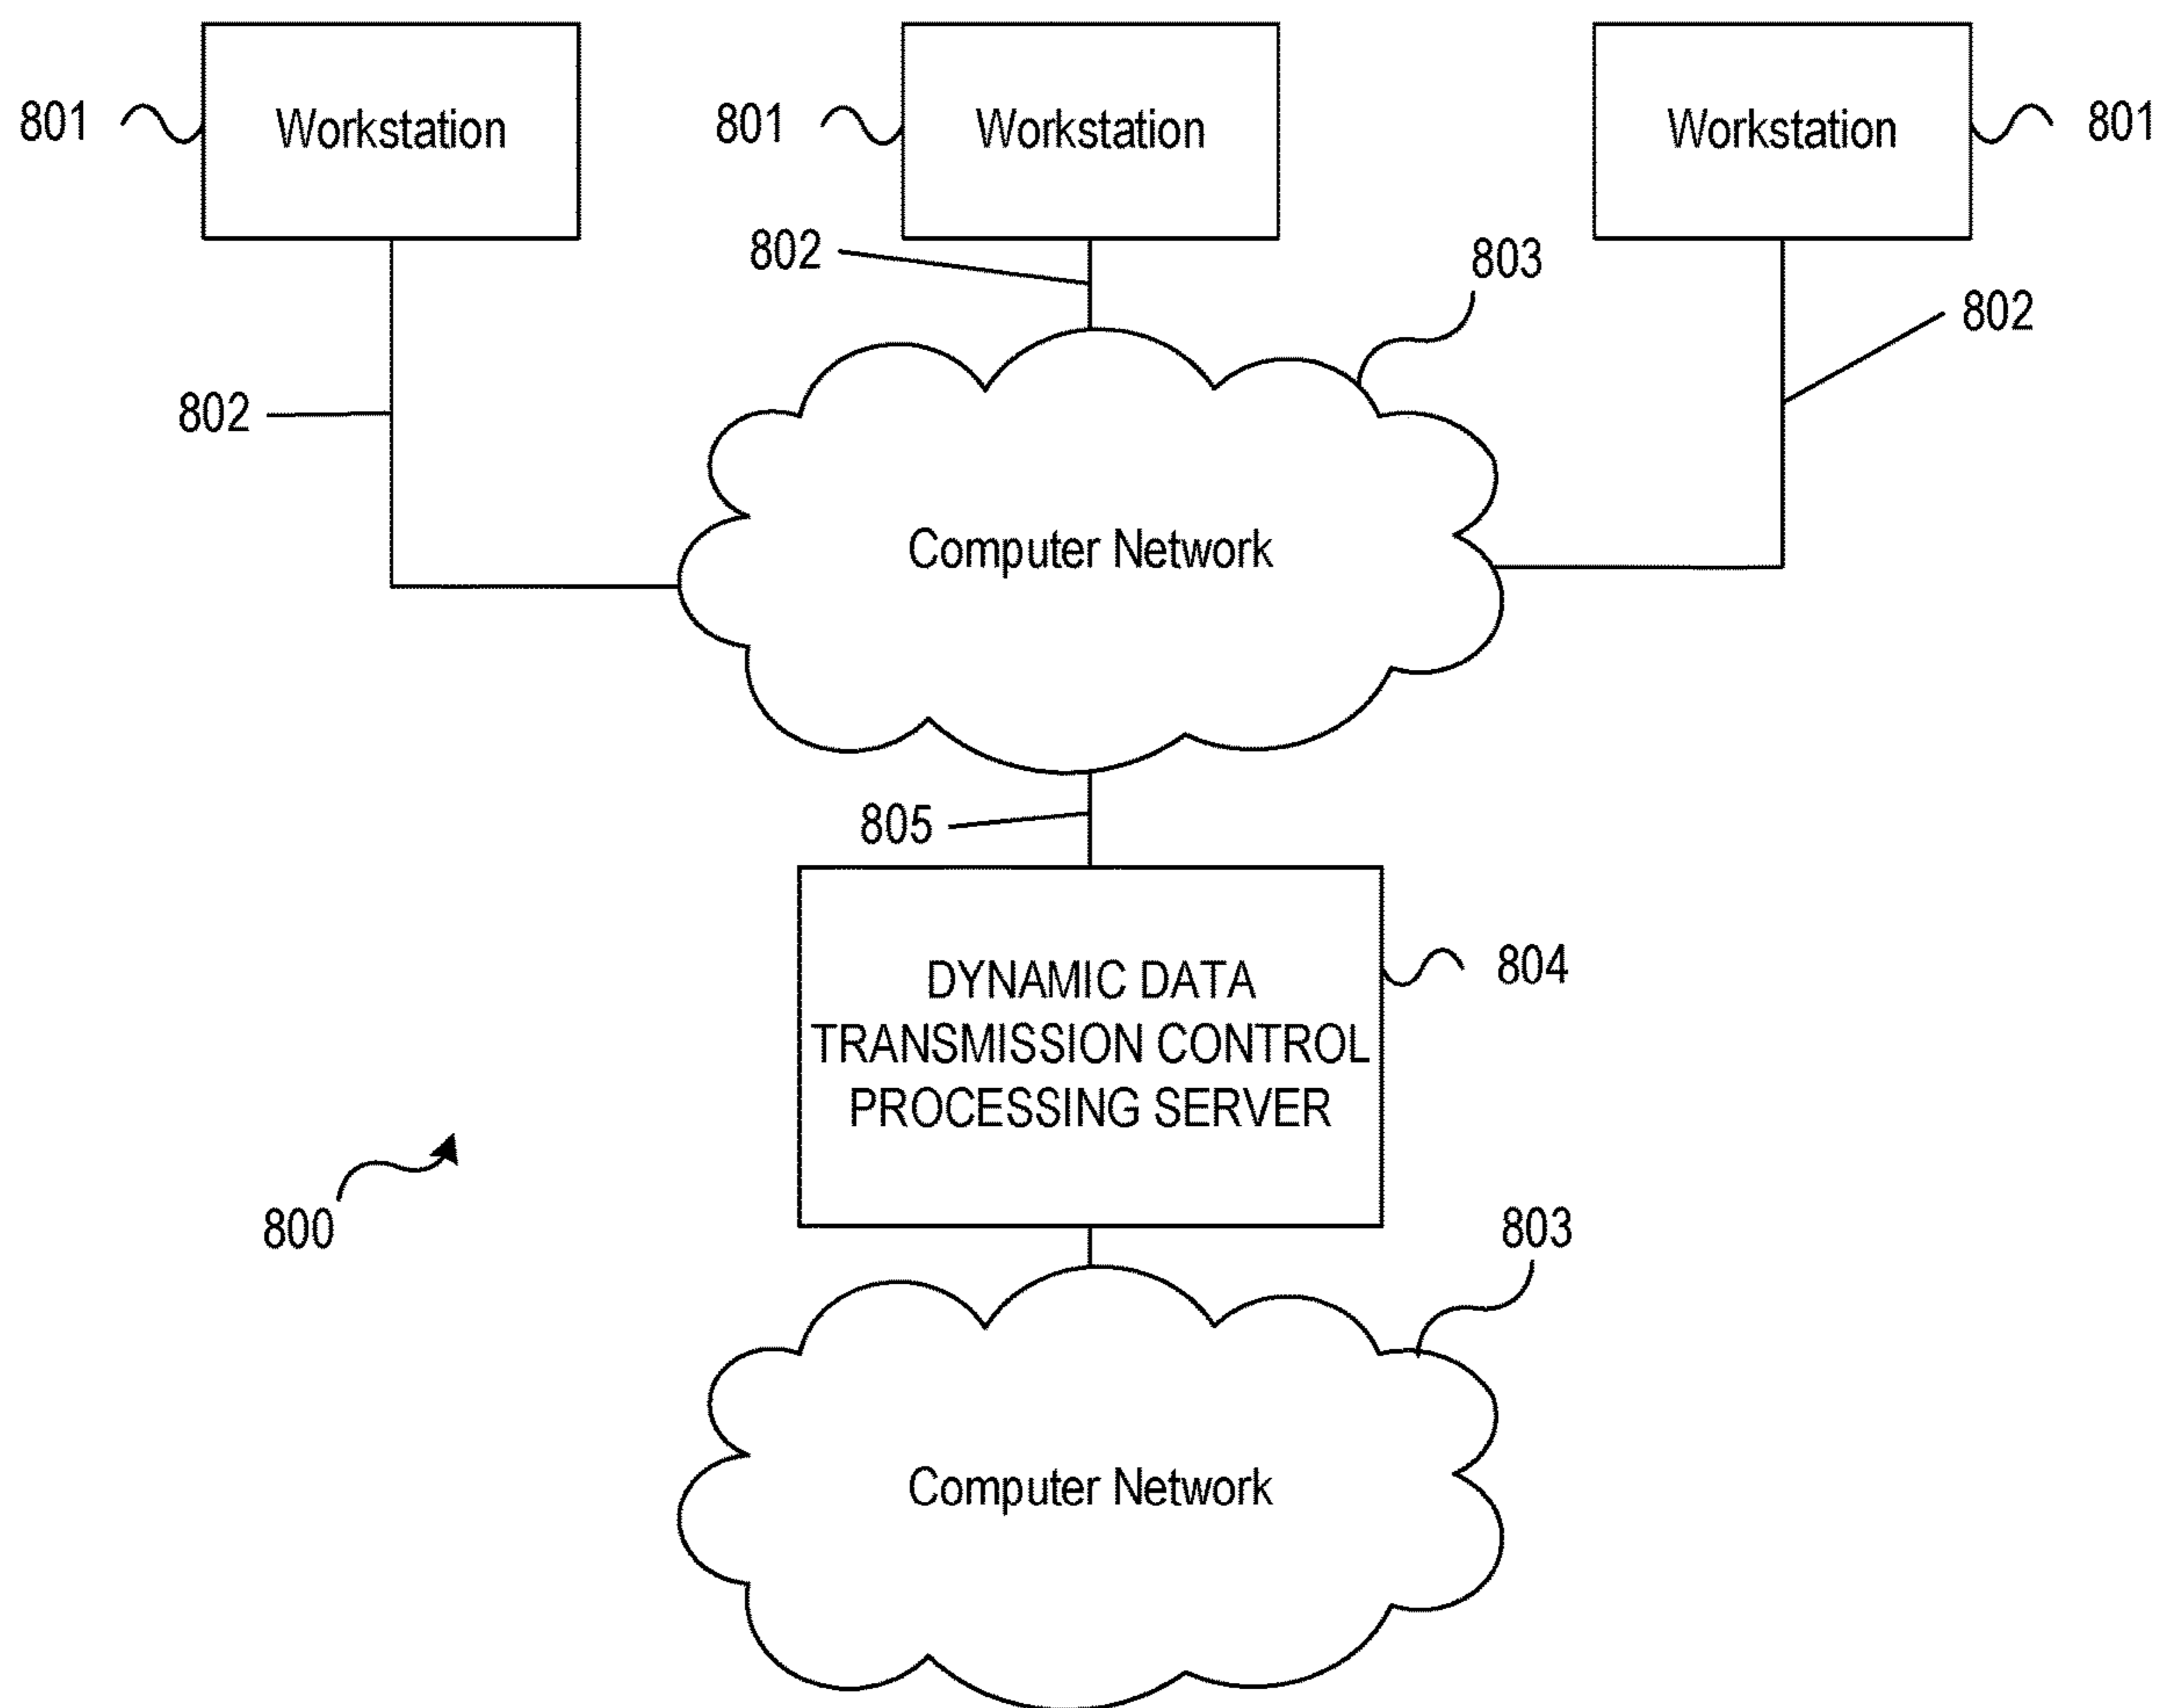 801
Workstation
801
Workstation
Workstation
801
802
803
802
802
Computer Network
805
DYNAMIC DATA
TRANSMISSION CONTROL
PROCESSING SERVER
804
800
803
Computer Network